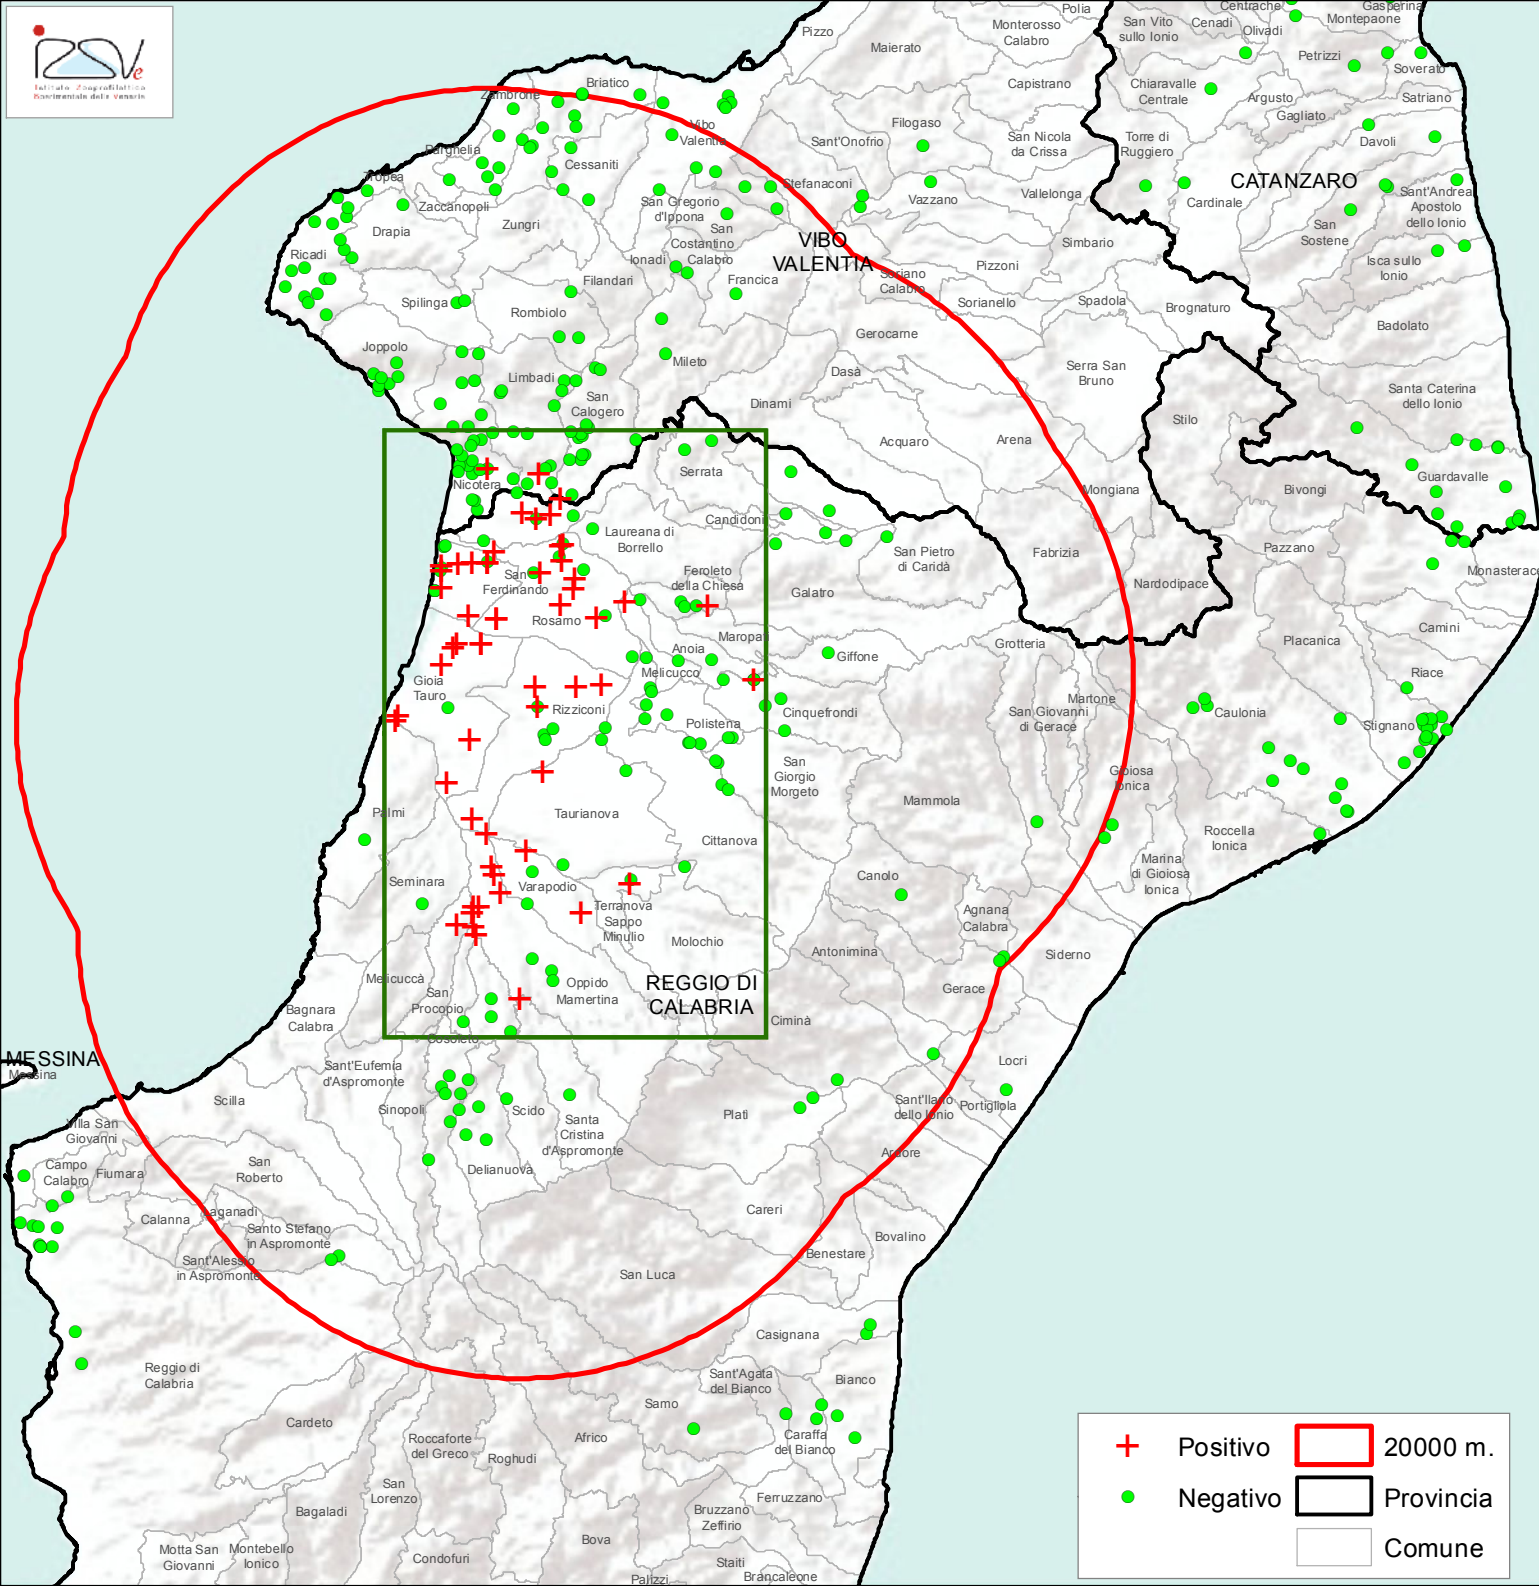 IZSVe
Istituto Zooprofilattico
Sperimentale delle Venezie
Polia
Centrache
Gasperina
Pizzo
Monterosso
Calabro
San Vito
sullo Ionio
Cenadi
Olivadi
Montepaone
Maierato
Petrizzi
Soverato
Briatico
Capistrano
Chiaravalle
Centrale
Argusto
Satriano
Zambrone
Gagliato
Filogaso
Vibo
Valentia
Sant'Onofrio
San Nicola
da Crissa
Torre di
Ruggiero
Davoli
Parghelia
Cessaniti
Tropea
Stefanaconi
CATANZARO
Vallelonga
Vazzano
Cardinale
Sant'Andrea
Apostolo
dello Ionio
Zaccanopoli
San Gregorio
d'Ippona
Drapia
Zungri
San
Costantino
Calabro
San
Sostene
VIBO
VALENTIA
Simbario
Ricadi
Ionadi
Pizzoni
Isca sullo
Ionio
Filandari
Francica
Soriano
Calabro
Spilinga
Sorianello
Spadola
Brognaturo
Rombiolo
Badolato
Gerocarne
Joppolo
Mileto
Dasà
Serra San
Bruno
Limbadi
Santa Caterina
dello Ionio
San
Calogero
Dinami
Stilo
Acquaro
Arena
Serrata
Nicotera
Mongiana
Bivongi
Guardavalle
Candidoni
Laureana di
Borrello
Fabrizia
Pazzano
San Pietro
di Caridà
Monasterace
San
Ferdinando
Feroleto
della Chiesa
Nardodipace
Galatro
Rosarno
Camini
Maropati
Grotteria
Placanica
Anoia
Giffone
Melicucco
Riace
Gioia
Tauro
Martone
Rizziconi
Cinquefrondi
San Giovanni
di Gerace
Caulonia
Polistena
Stignano
San
Giorgio
Morgeto
Gioiosa
Ionica
Mammola
Palmi
Taurianova
Cittanova
Roccella
Ionica
Marina
di Gioiosa
Ionica
Seminara
Varapodio
Canolo
Terranova
Sappo
Minulio
Agnana
Calabra
Molochio
Antonimina
Siderno
Melicuccà
Oppido
Mamertina
REGGIO DI
CALABRIA
Gerace
San
Procopio
Bagnara
Calabra
Ciminà
Cosoleto
MESSINA
Messina
Sant'Eufemia
d'Aspromonte
Locri
Scilla
Sinopoli
Scido
Santa
Cristina
d'Aspromonte
Platì
Sant'Ilario
dello Ionio
Portigliola
Villa San
Giovanni
Ardore
Campo
Calabro
Fiumara
San
Roberto
Delianuova
Careri
Calanna
Laganadi
Santo Stefano
in Aspromonte
Bovalino
Benestare
Sant'Alessio
in Aspromonte
San Luca
Casignana
Reggio di
Calabria
Sant'Agata
del Bianco
Bianco
Samo
Cardeto
Roccaforte
del Greco
Africo
Caraffa
del Bianco
Roghudi
San
Lorenzo
Ferruzzano
Bagaladi
Bruzzano
Zeffirio
Bova
Motta San
Giovanni
Montebello
Ionico
Condofuri
Staiti
Palizzi
Brancaleone
Positivo
20000 m.
Negativo
Provincia
Comune